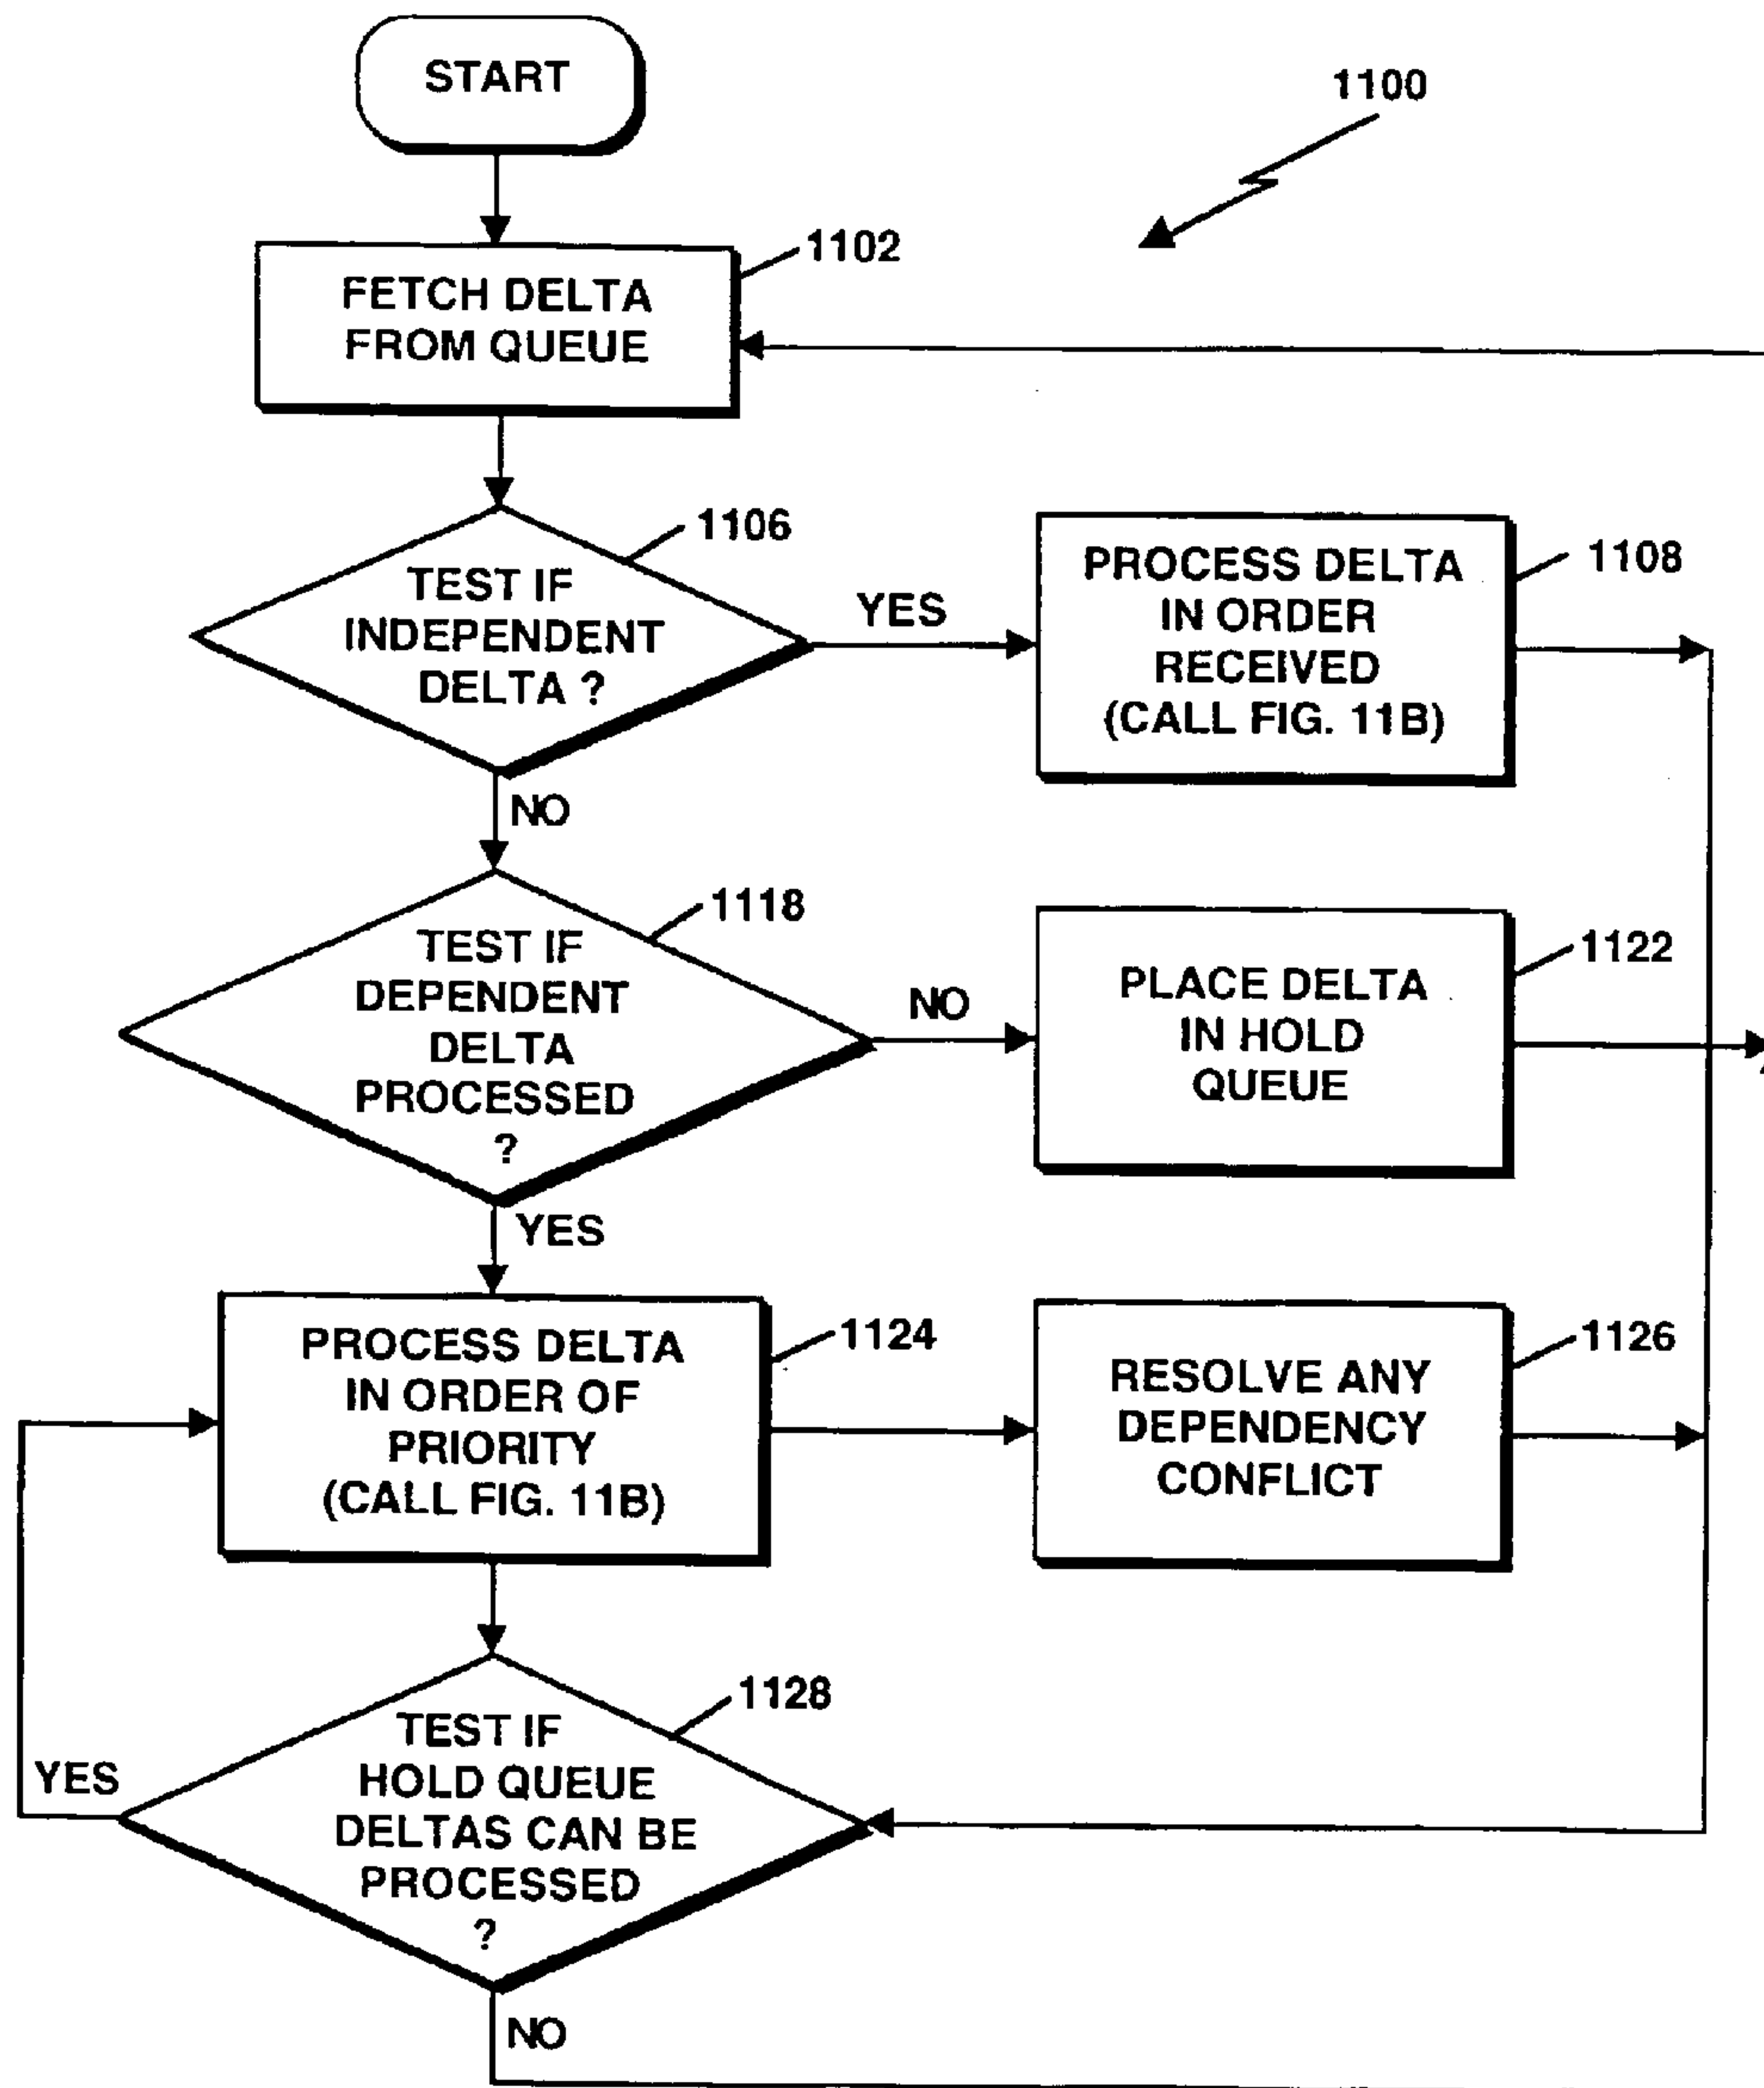 START
1100
1102
FETCH DELTA
FROM QUEUE
1106
TEST IF
INDEPENDENT
DELTA ?
YES
1108
PROCESS DELTA
IN ORDER
RECEIVED
(CALL FIG. 11B)
NO
1118
TEST IF
DEPENDENT
DELTA
PROCESSED
?
NO
1122
PLACE DELTA
IN HOLD
QUEUE
YES
1124
PROCESS DELTA
IN ORDER OF
PRIORITY
(CALL FIG. 11B)
1126
RESOLVE ANY
DEPENDENCY
CONFLICT
1128
TEST IF
HOLD QUEUE
DELTAS CAN BE
PROCESSED
?
YES
NO